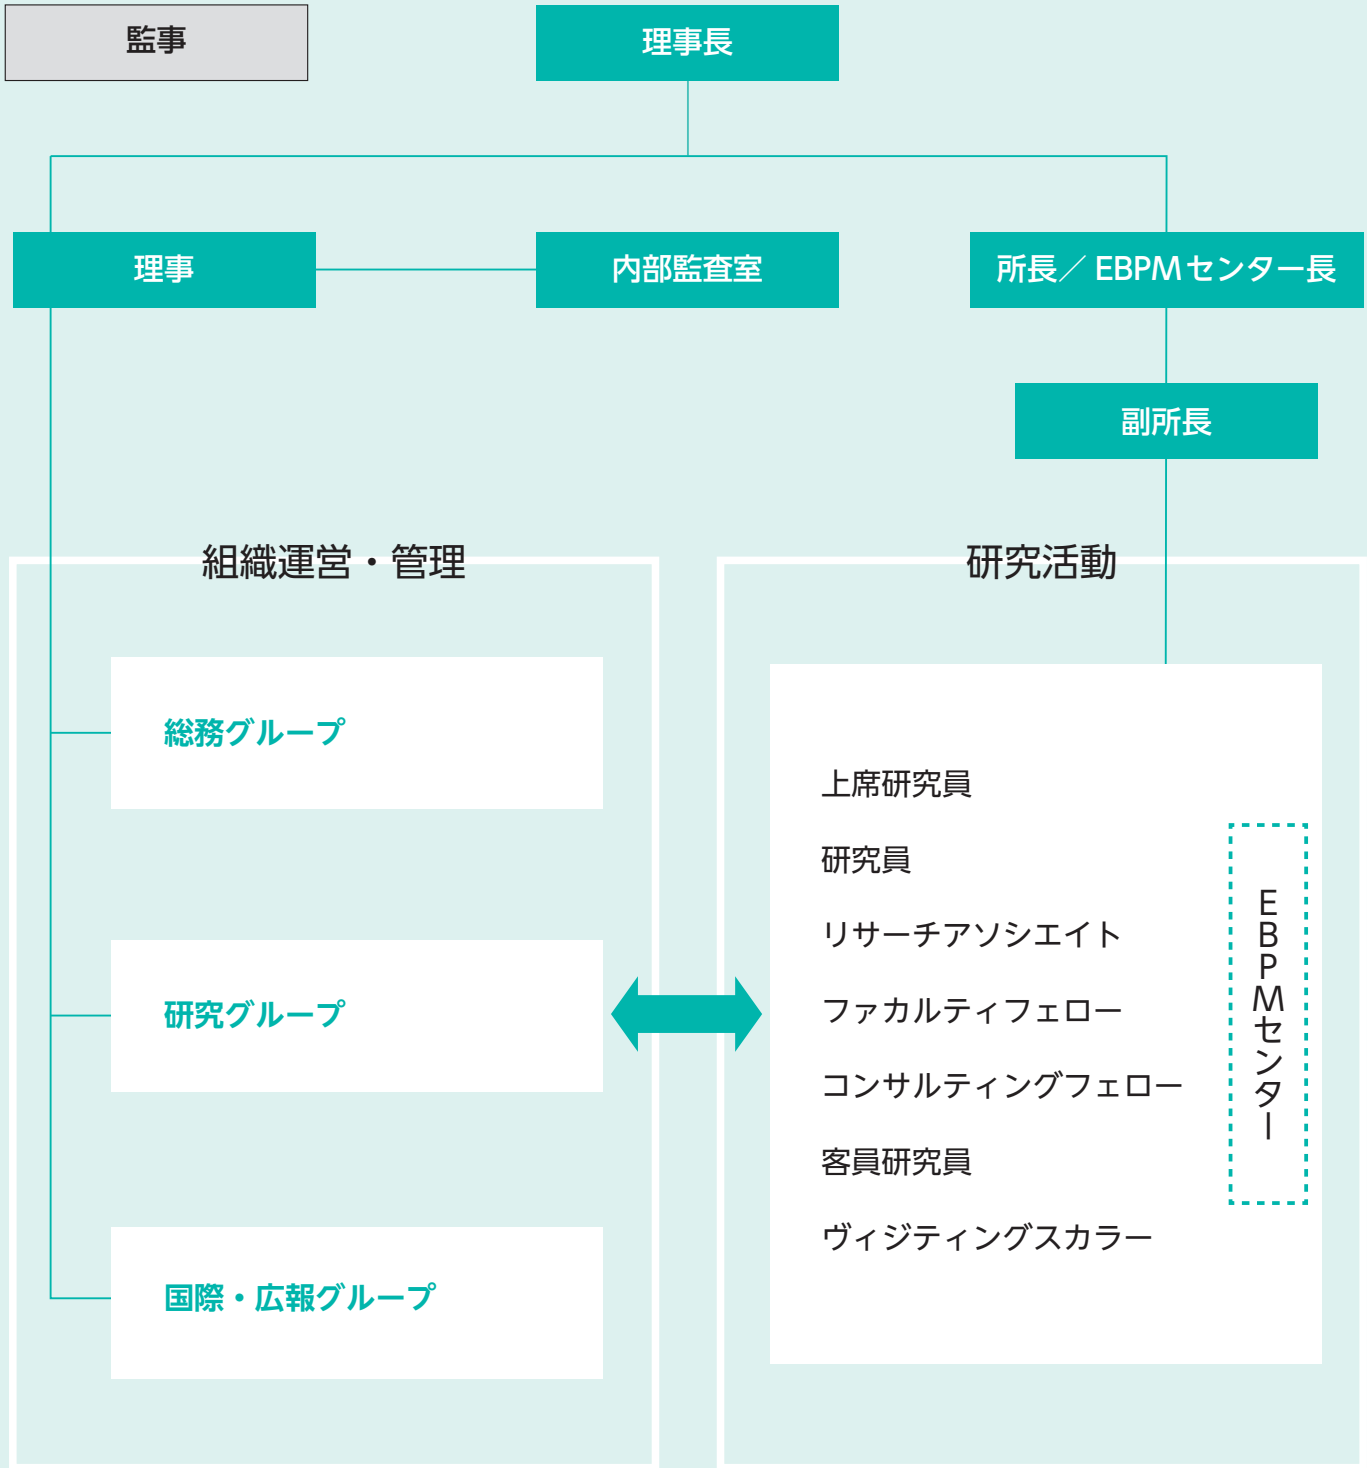 監事
理事長
理事
内部監査室
所長／EBPMセンター長
副所長
組織運営・管理
総務グループ
研究グループ
国際・広報グループ
研究活動
上席研究員
研究員
リサーチアソシエイト
ファカルティフェロー
コンサルティングフェロー
客員研究員
ヴィジティングスカラー
EBPMセンター